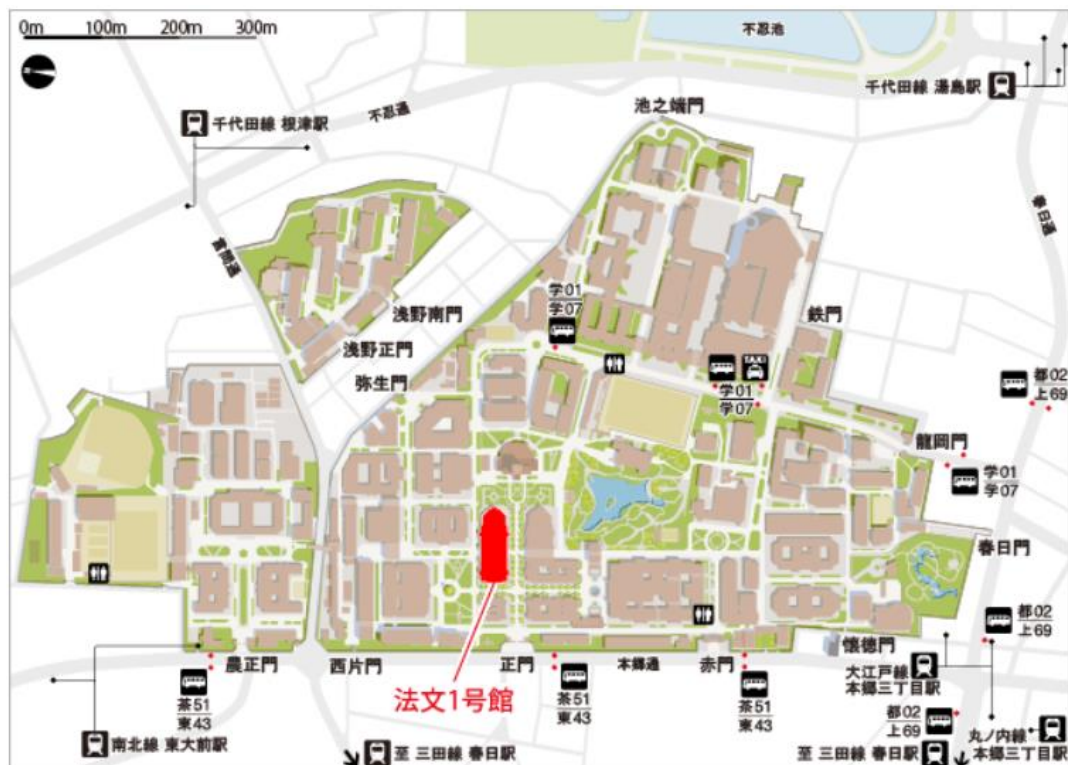 0m 100m 200m 300m
不忍池
千代田線 湯島駅
池之端門
不忍通
千代田線 根津駅
春日通
言問通
学01
学07
浅野南門
鉄門
浅野正門
TAXI
弥生門
学01
学07
都02
上69
龍岡門
学01
学07
春日門
都02
上69
懐徳門
農正門
西片門
正門
本郷通
赤門
大江戸線
本郷三丁目駅
茶51
東43
法文1号館
茶51
東43
茶51
東43
都02
上69
南北線 東大前駅
至 三田線 春日駅
至 三田線 春日駅
丸ノ内線
本郷三丁目駅